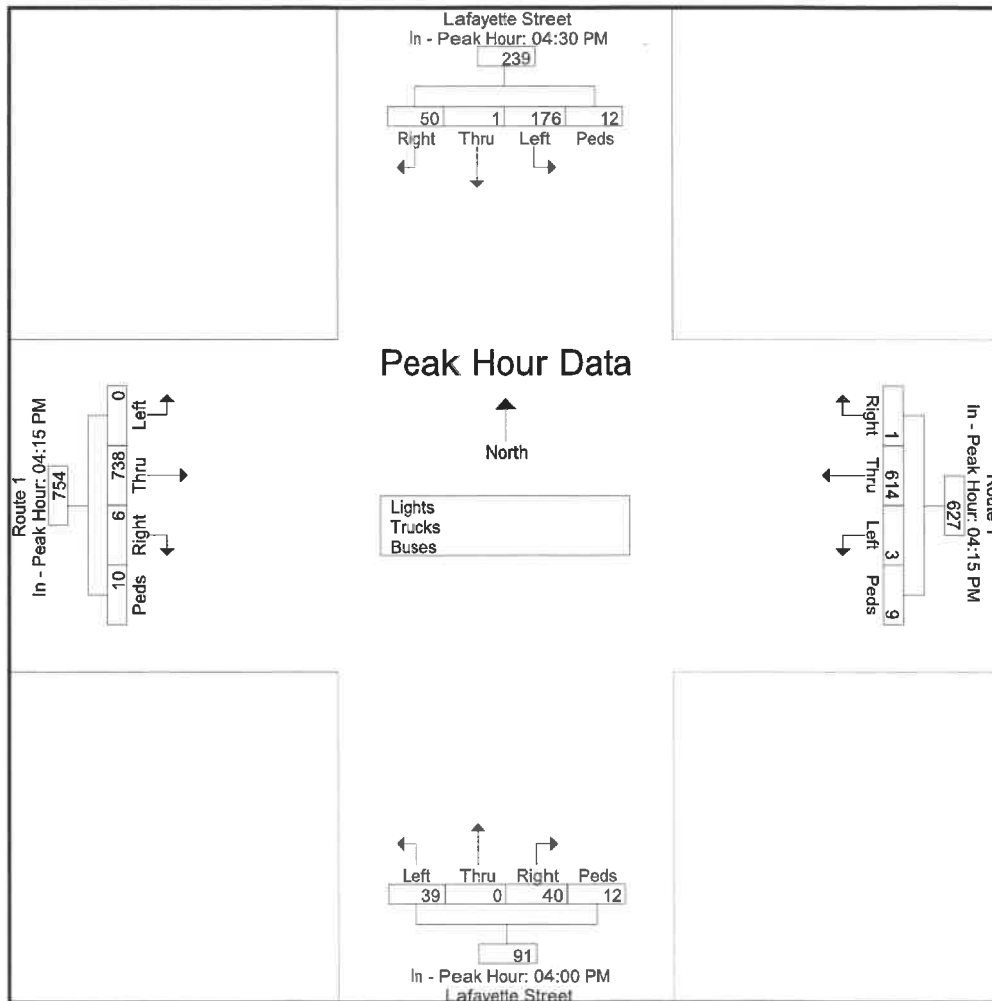 Lafayette Street
In - Peak Hour: 04:30 PM
239
50 1 176 12
Right Thru Left Peds
Peak Hour Data
North
Lights
Trucks
Buses
Route 1
In - Peak Hour: 04:15 PM
754
0 738 6 10
Left Thru Right Peds
Right Thru Left Peds
1 614 3 9
627
In - Peak Hour: 04:15 PM
Route 1
Left Thru Right Peds
39 0 40 12
91
In - Peak Hour: 04:00 PM
Lafayette Street